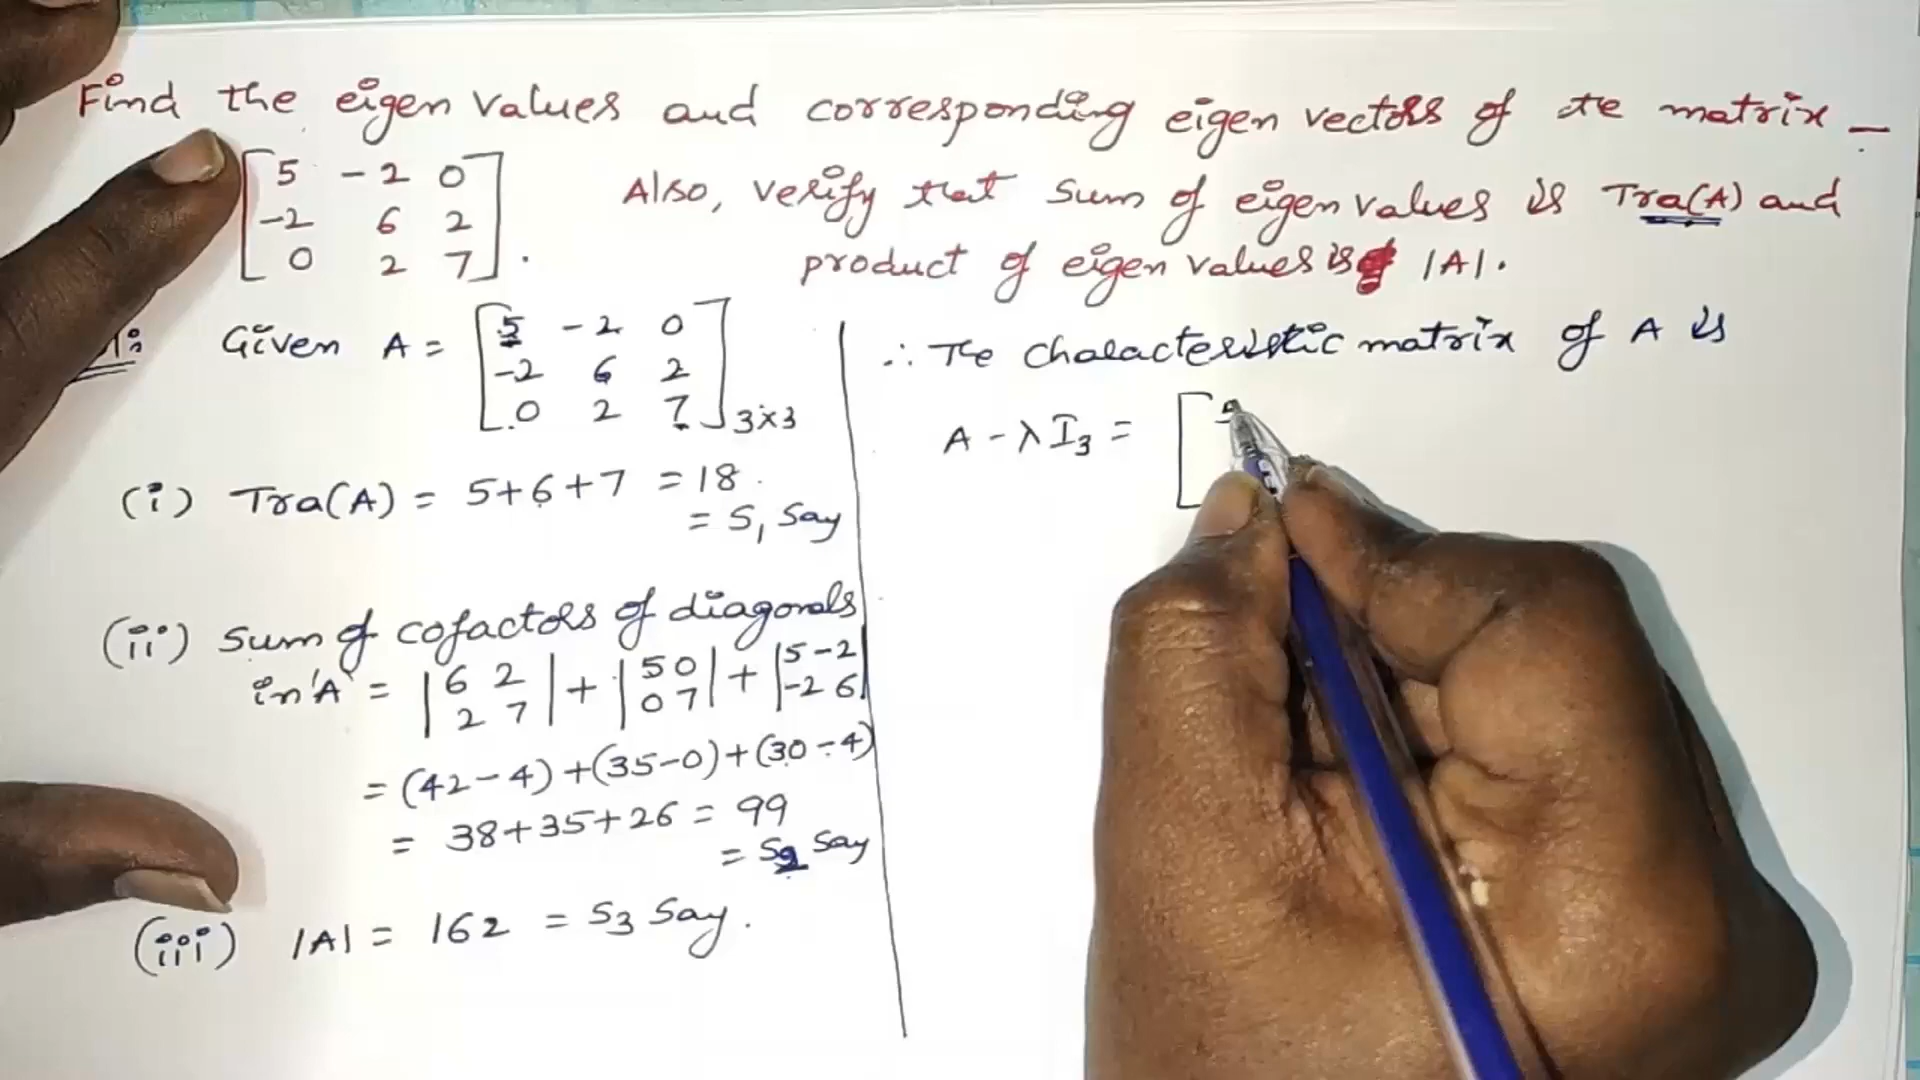 Find the eigen values and corresponding eigen vectors of the matrix –
[ 5 -2 0
-2 6 2
0 2 7 ].
Also, verify that sum of eigen values is Tra(A) and
product of eigen values is |A|.
Given A = [ 5 -2 0
-2 6 2
0 2 7 ]3×3
(i) Tra(A) = 5+6+7 = 18.
= S1 Say
(ii) Sum of cofactors of diagonals
in 'A' = |6 2 / 2 7| + |5 0 / 0 7| + |5 -2 / -2 6|
= (42-4)+(35-0)+(30-4)
= 38+35+26 = 99
= S2 Say
(iii) |A| = 162 = S3 Say.
∴ The characteristic matrix of A is
A - λI3 = [